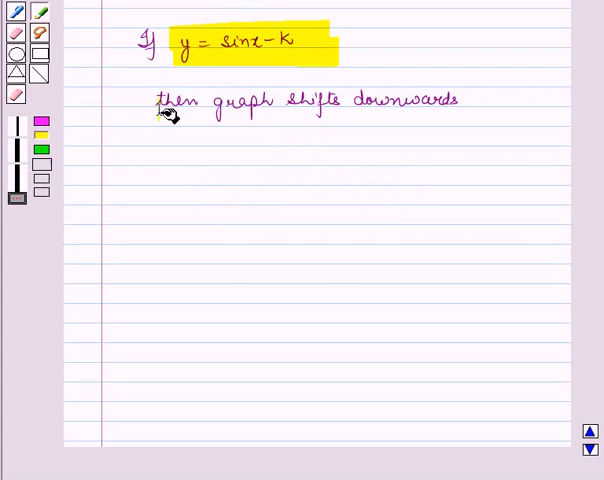 If y = sinx - k
then graph shifts downwards